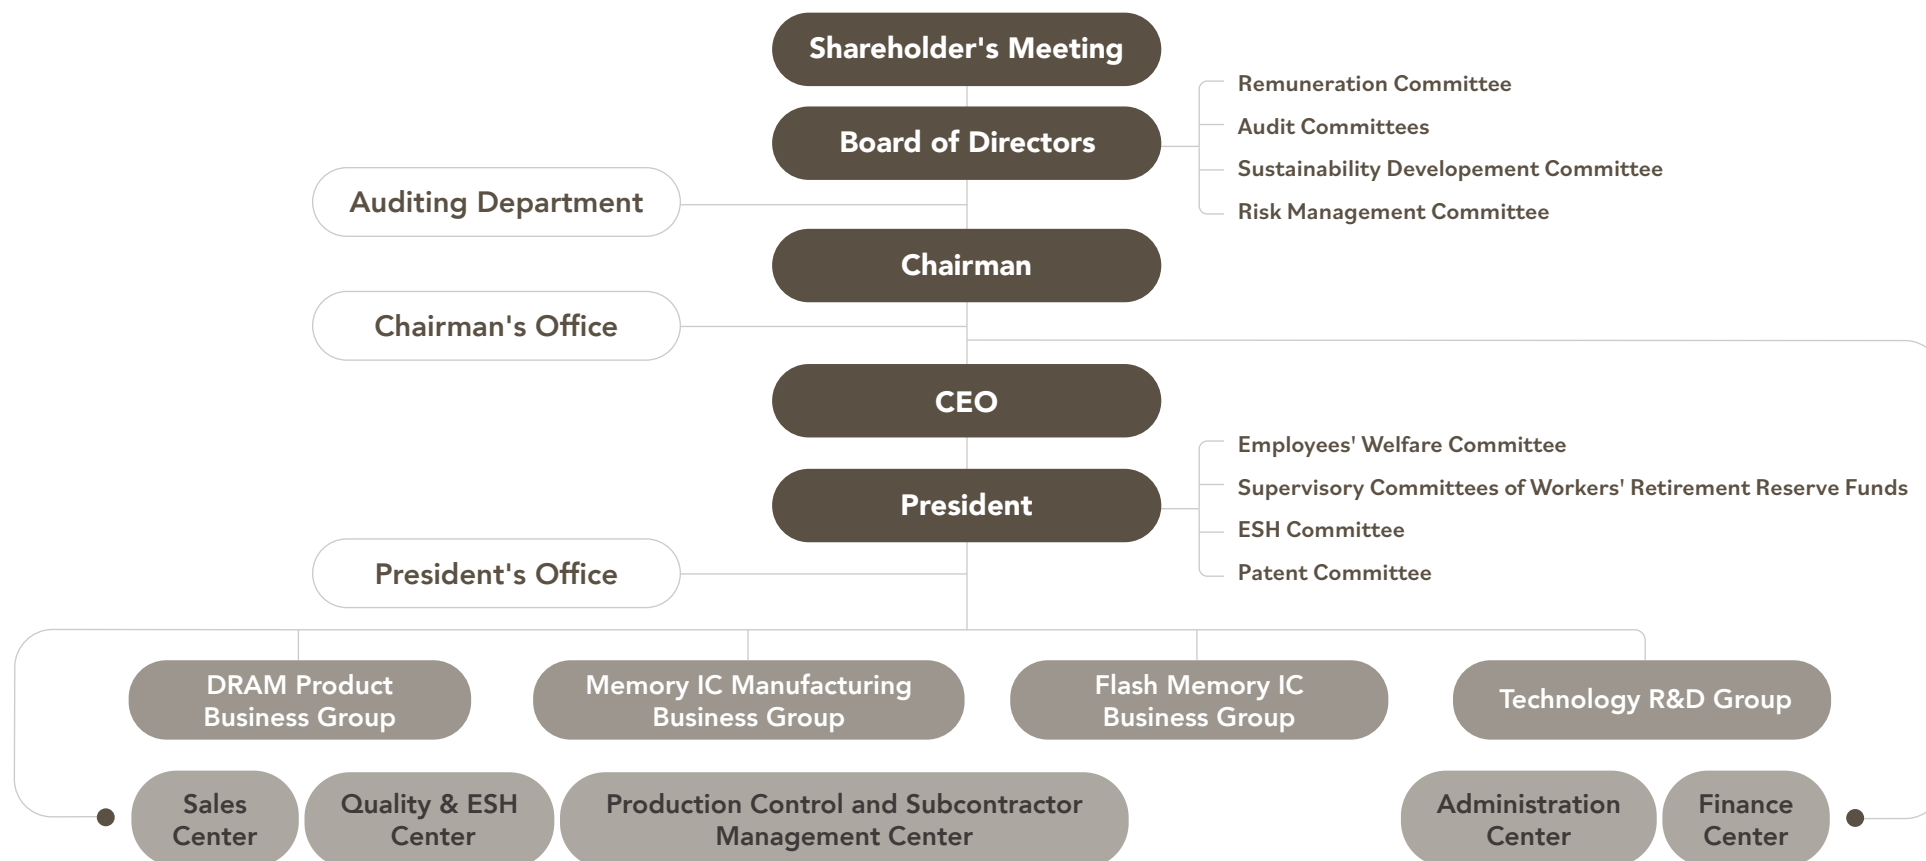 Shareholder's Meeting
Board of Directors
Remuneration Committee
Audit Committees
Sustainability Developement Committee
Risk Management Committee
Auditing Department
Chairman
Chairman's Office
CEO
President
Employees' Welfare Committee
Supervisory Committees of Workers' Retirement Reserve Funds
ESH Committee
Patent Committee
President's Office
DRAM Product
Business Group
Memory IC Manufacturing
Business Group
Flash Memory IC
Business Group
Technology R&D Group
Sales
Center
Quality & ESH
Center
Production Control and Subcontractor
Management Center
Administration
Center
Finance
Center